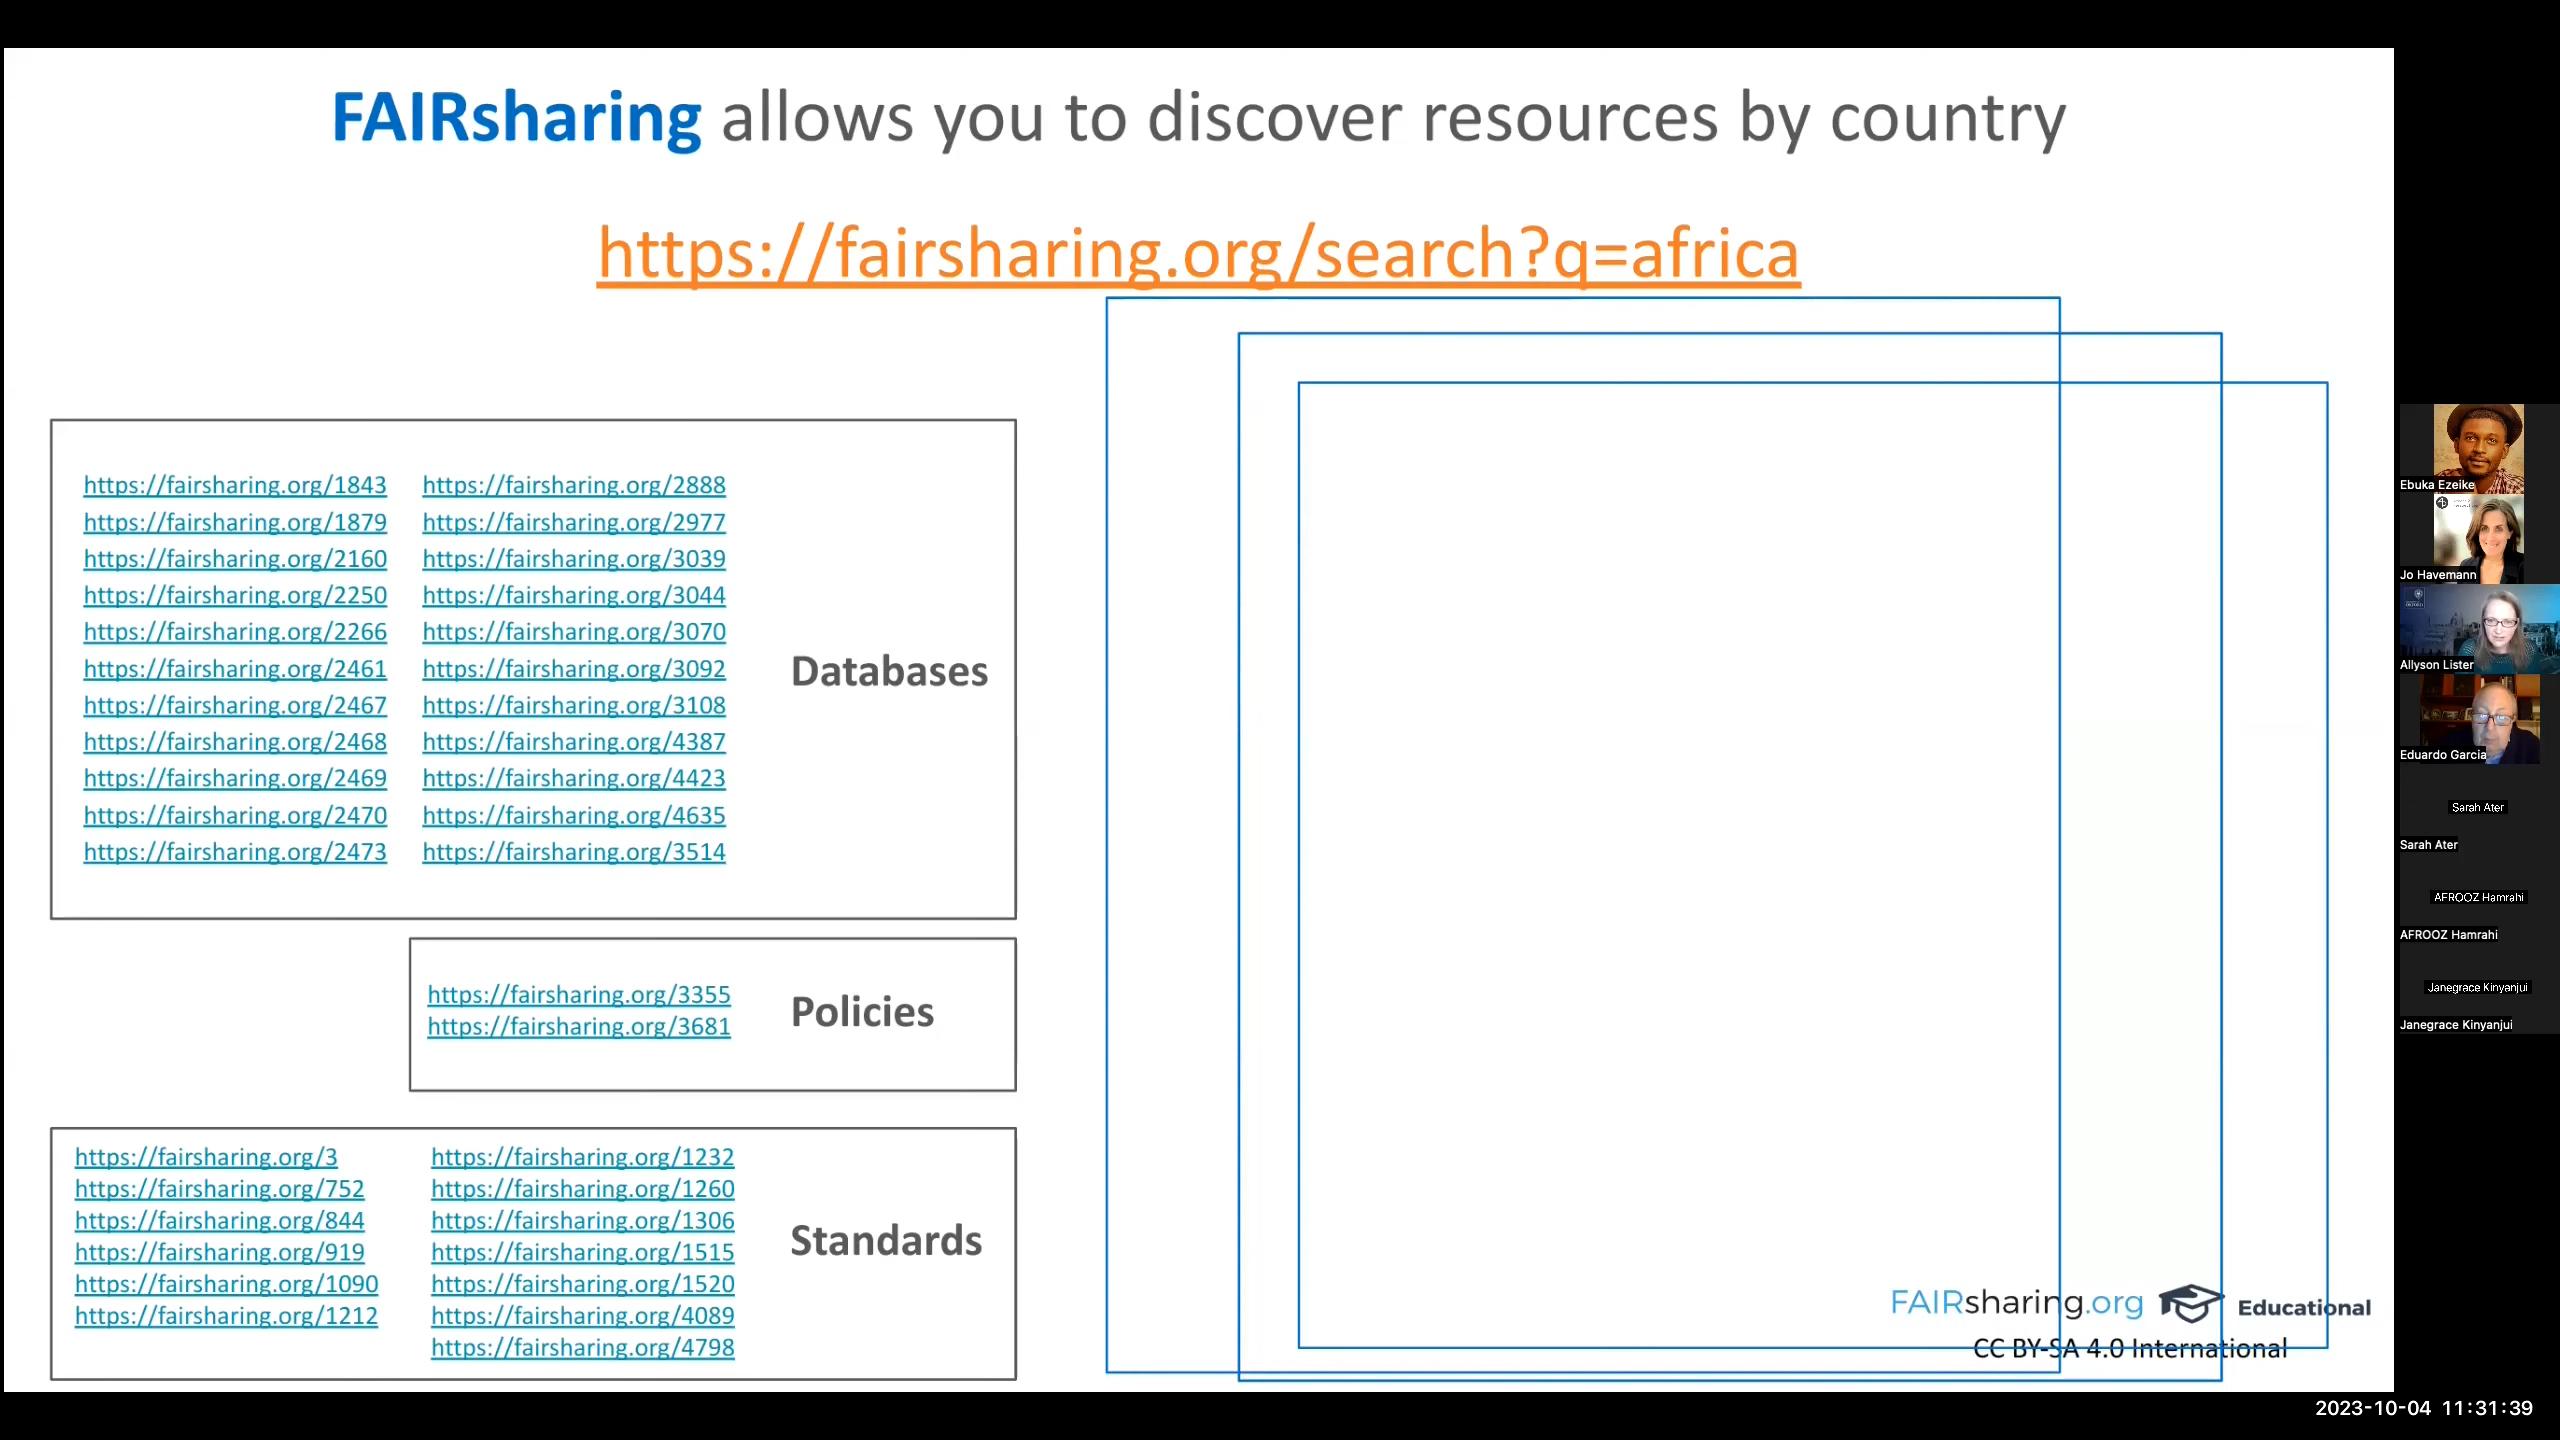 FAIRsharing allows you to discover resources by country
https://fairsharing.org/search?q=africa
https://fairsharing.org/1843
https://fairsharing.org/1879
https://fairsharing.org/2160
https://fairsharing.org/2250
https://fairsharing.org/2266
https://fairsharing.org/2461
https://fairsharing.org/2467
https://fairsharing.org/2468
https://fairsharing.org/2469
https://fairsharing.org/2470
https://fairsharing.org/2473
https://fairsharing.org/2888
https://fairsharing.org/2977
https://fairsharing.org/3039
https://fairsharing.org/3044
https://fairsharing.org/3070
https://fairsharing.org/3092
https://fairsharing.org/3108
https://fairsharing.org/4387
https://fairsharing.org/4423
https://fairsharing.org/4635
https://fairsharing.org/3514
Databases
https://fairsharing.org/3355
https://fairsharing.org/3681
Policies
https://fairsharing.org/3
https://fairsharing.org/752
https://fairsharing.org/844
https://fairsharing.org/919
https://fairsharing.org/1090
https://fairsharing.org/1212
https://fairsharing.org/1232
https://fairsharing.org/1260
https://fairsharing.org/1306
https://fairsharing.org/1515
https://fairsharing.org/1520
https://fairsharing.org/4089
https://fairsharing.org/4798
Standards
FAIRsharing.org Educational
CC BY-SA 4.0 International
Ebuka Ezeike
Jo Havemann
Allyson Lister
Eduardo Garcia
Sarah Ater
Sarah Ater
AFROOZ Hamrahi
AFROOZ Hamrahi
Janegrace Kinyanjui
Janegrace Kinyanjui
2023-10-04 11:31:39